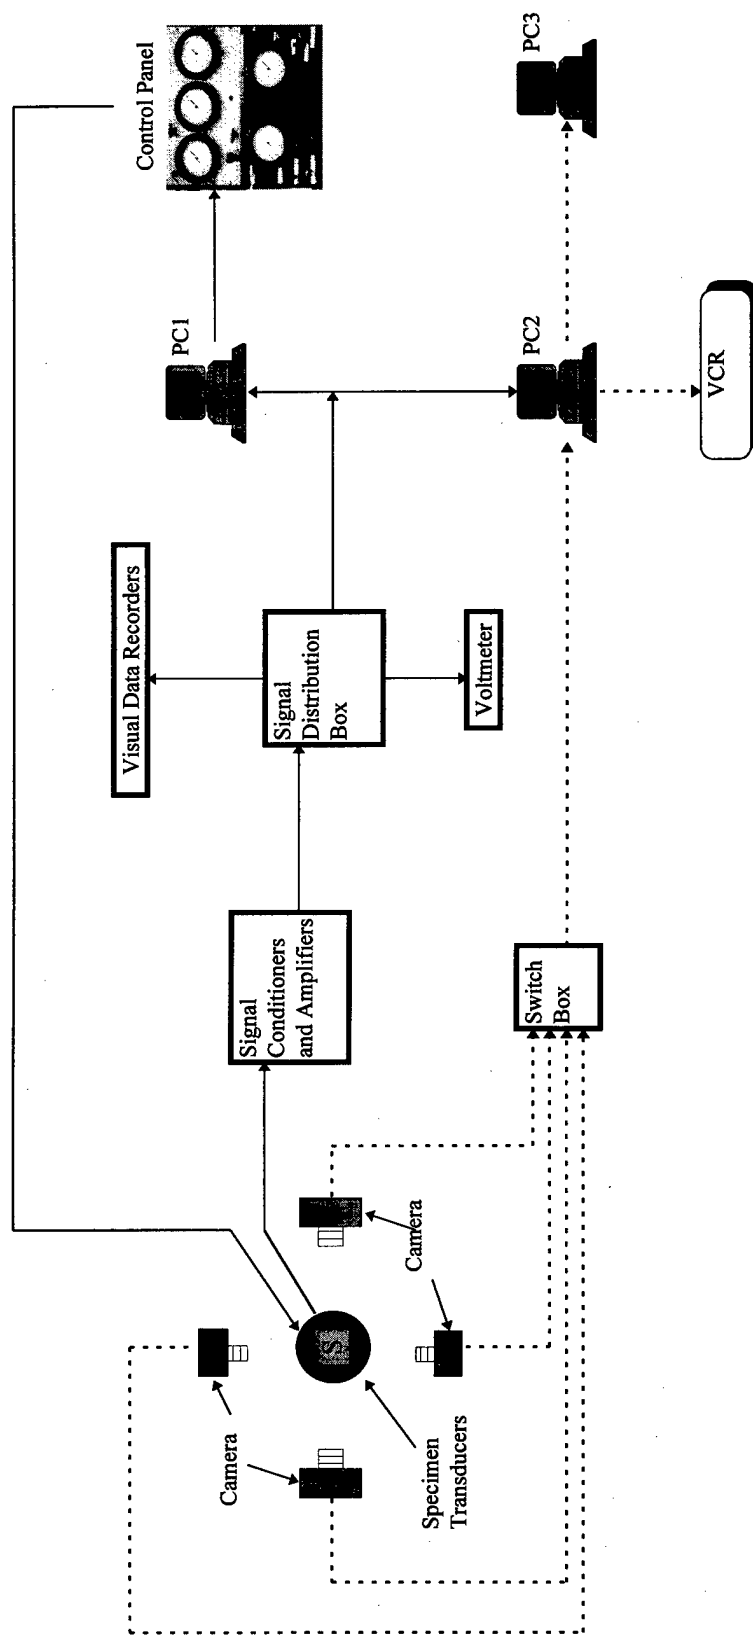 Control Panel
PC1
PC2
PC3
VCR
Visual Data Recorders
Signal
Distribution
Box
Voltmeter
Signal
Conditioners
and Amplifiers
Switch
Box
Camera
Camera
Specimen
Transducers
S